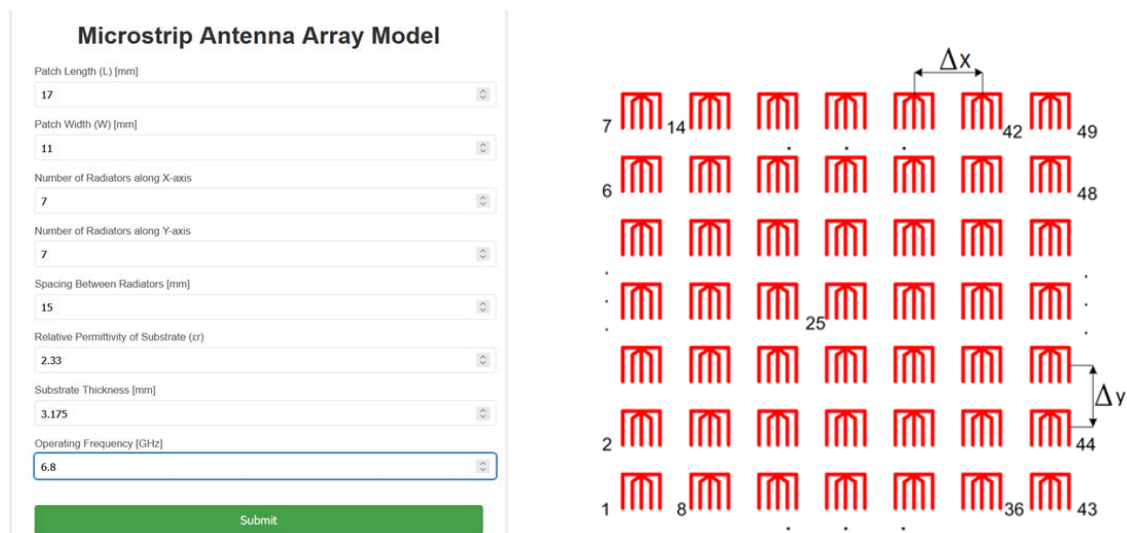 Microstrip Antenna Array Model
Patch Length (L) [mm]
17
Patch Width (W) [mm]
11
Number of Radiators along X-axis
7
Number of Radiators along Y-axis
7
Spacing Between Radiators [mm]
15
Relative Permittivity of Substrate (εr)
2.33
Substrate Thickness [mm]
3.175
Operating Frequency [GHz]
6.8
Submit
Δx
7 14 42 49
6 48
25
Δy
2 44
1 8 36 43